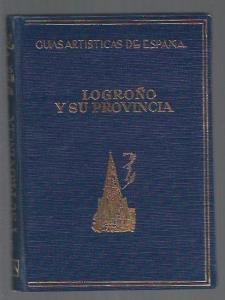 GUIAS ARTISTICAS DE ESPAÑA
LOGROÑO
Y SU PROVINCIA